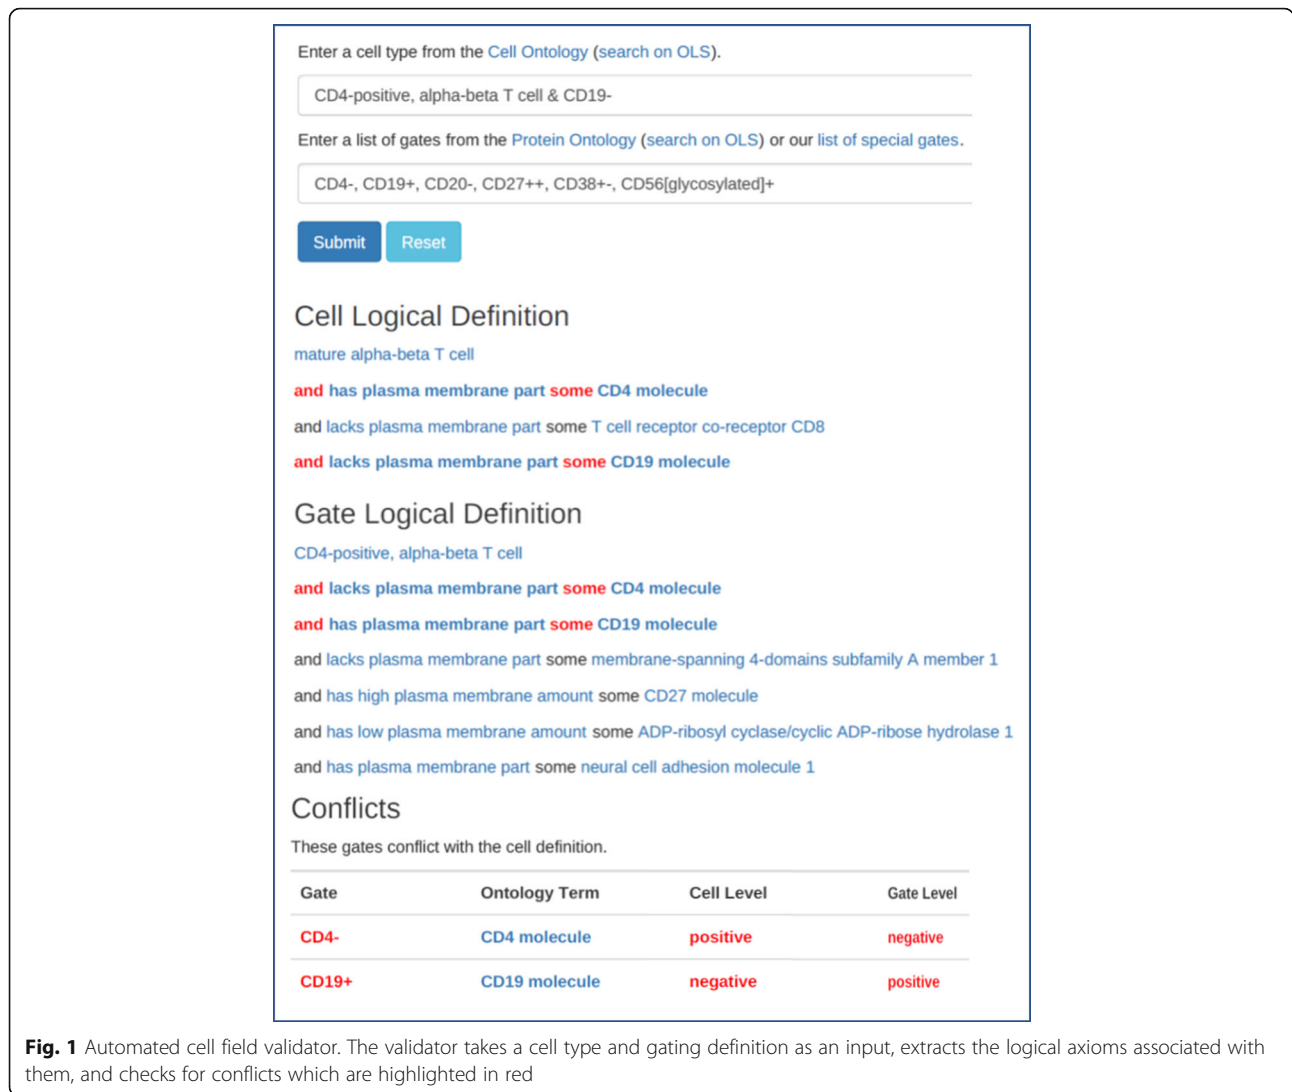 Enter a cell type from the Cell Ontology (search on OLS).
CD4-positive, alpha-beta T cell & CD19-
Enter a list of gates from the Protein Ontology (search on OLS) or our list of special gates.
CD4-, CD19+, CD20-, CD27++, CD38+-, CD56[glycosylated]+
Submit Reset
Cell Logical Definition
mature alpha-beta T cell
and has plasma membrane part some CD4 molecule
and lacks plasma membrane part some T cell receptor co-receptor CD8
and lacks plasma membrane part some CD19 molecule
Gate Logical Definition
CD4-positive, alpha-beta T cell
and lacks plasma membrane part some CD4 molecule
and has plasma membrane part some CD19 molecule
and lacks plasma membrane part some membrane-spanning 4-domains subfamily A member 1
and has high plasma membrane amount some CD27 molecule
and has low plasma membrane amount some ADP-ribosyl cyclase/cyclic ADP-ribose hydrolase 1
and has plasma membrane part some neural cell adhesion molecule 1
Conflicts
These gates conflict with the cell definition.
Gate Ontology Term Cell Level Gate Level
CD4- CD4 molecule positive negative
CD19+ CD19 molecule negative positive
Fig. 1 Automated cell field validator. The validator takes a cell type and gating definition as an input, extracts the logical axioms associated with
them, and checks for conflicts which are highlighted in red